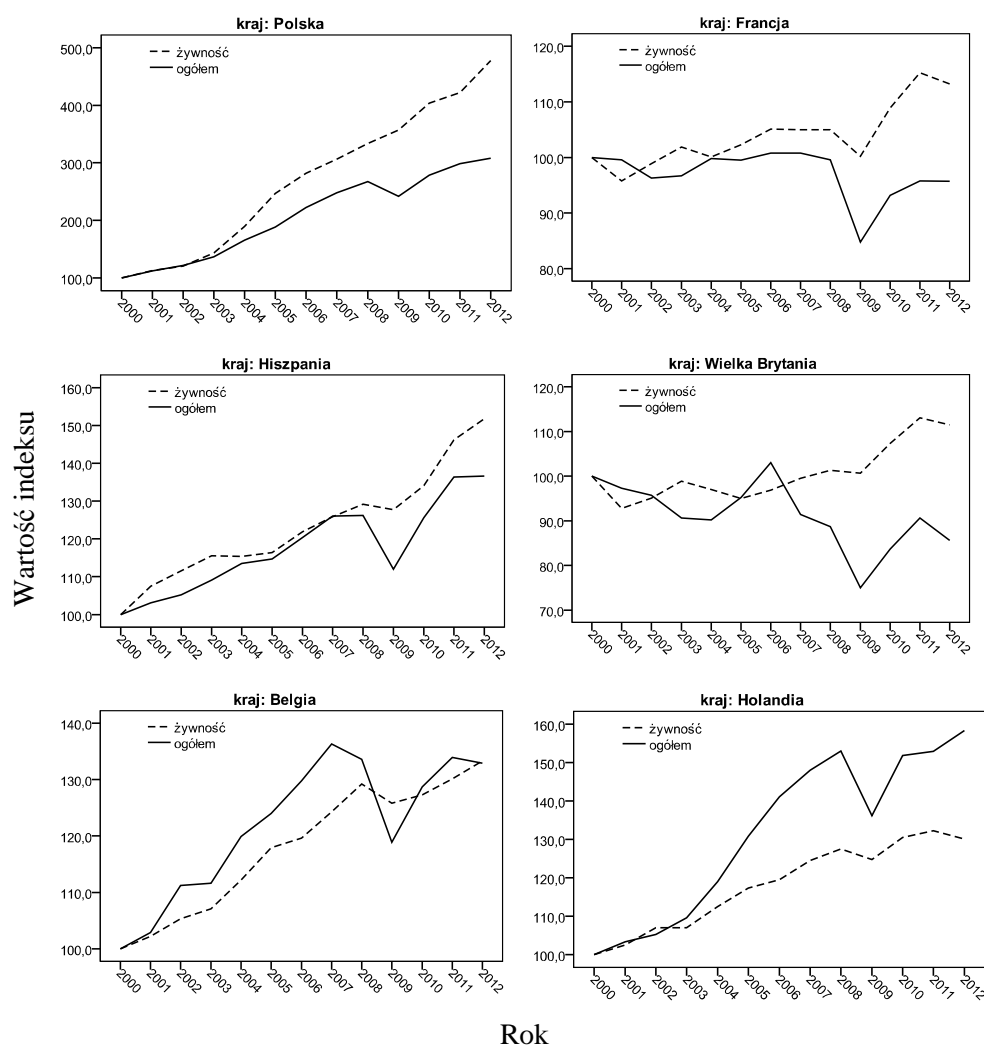 kraj: Polska
500,0
400,0
300,0
200,0
100,0
żywność
ogółem
2000 2001 2002 2003 2004 2005 2006 2007 2008 2009 2010 2011 2012
kraj: Francja
120,0
110,0
100,0
90,0
80,0
żywność
ogółem
2000 2001 2002 2003 2004 2005 2006 2007 2008 2009 2010 2011 2012
Wartość indeksu
kraj: Hiszpania
160,0
150,0
140,0
130,0
120,0
110,0
100,0
żywność
ogółem
2000 2001 2002 2003 2004 2005 2006 2007 2008 2009 2010 2011 2012
kraj: Wielka Brytania
120,0
110,0
100,0
90,0
80,0
70,0
żywność
ogółem
2000 2001 2002 2003 2004 2005 2006 2007 2008 2009 2010 2011 2012
kraj: Belgia
140,0
130,0
120,0
110,0
100,0
żywność
ogółem
2000 2001 2002 2003 2004 2005 2006 2007 2008 2009 2010 2011 2012
kraj: Holandia
160,0
150,0
140,0
130,0
120,0
110,0
100,0
żywność
ogółem
2000 2001 2002 2003 2004 2005 2006 2007 2008 2009 2010 2011 2012
Rok